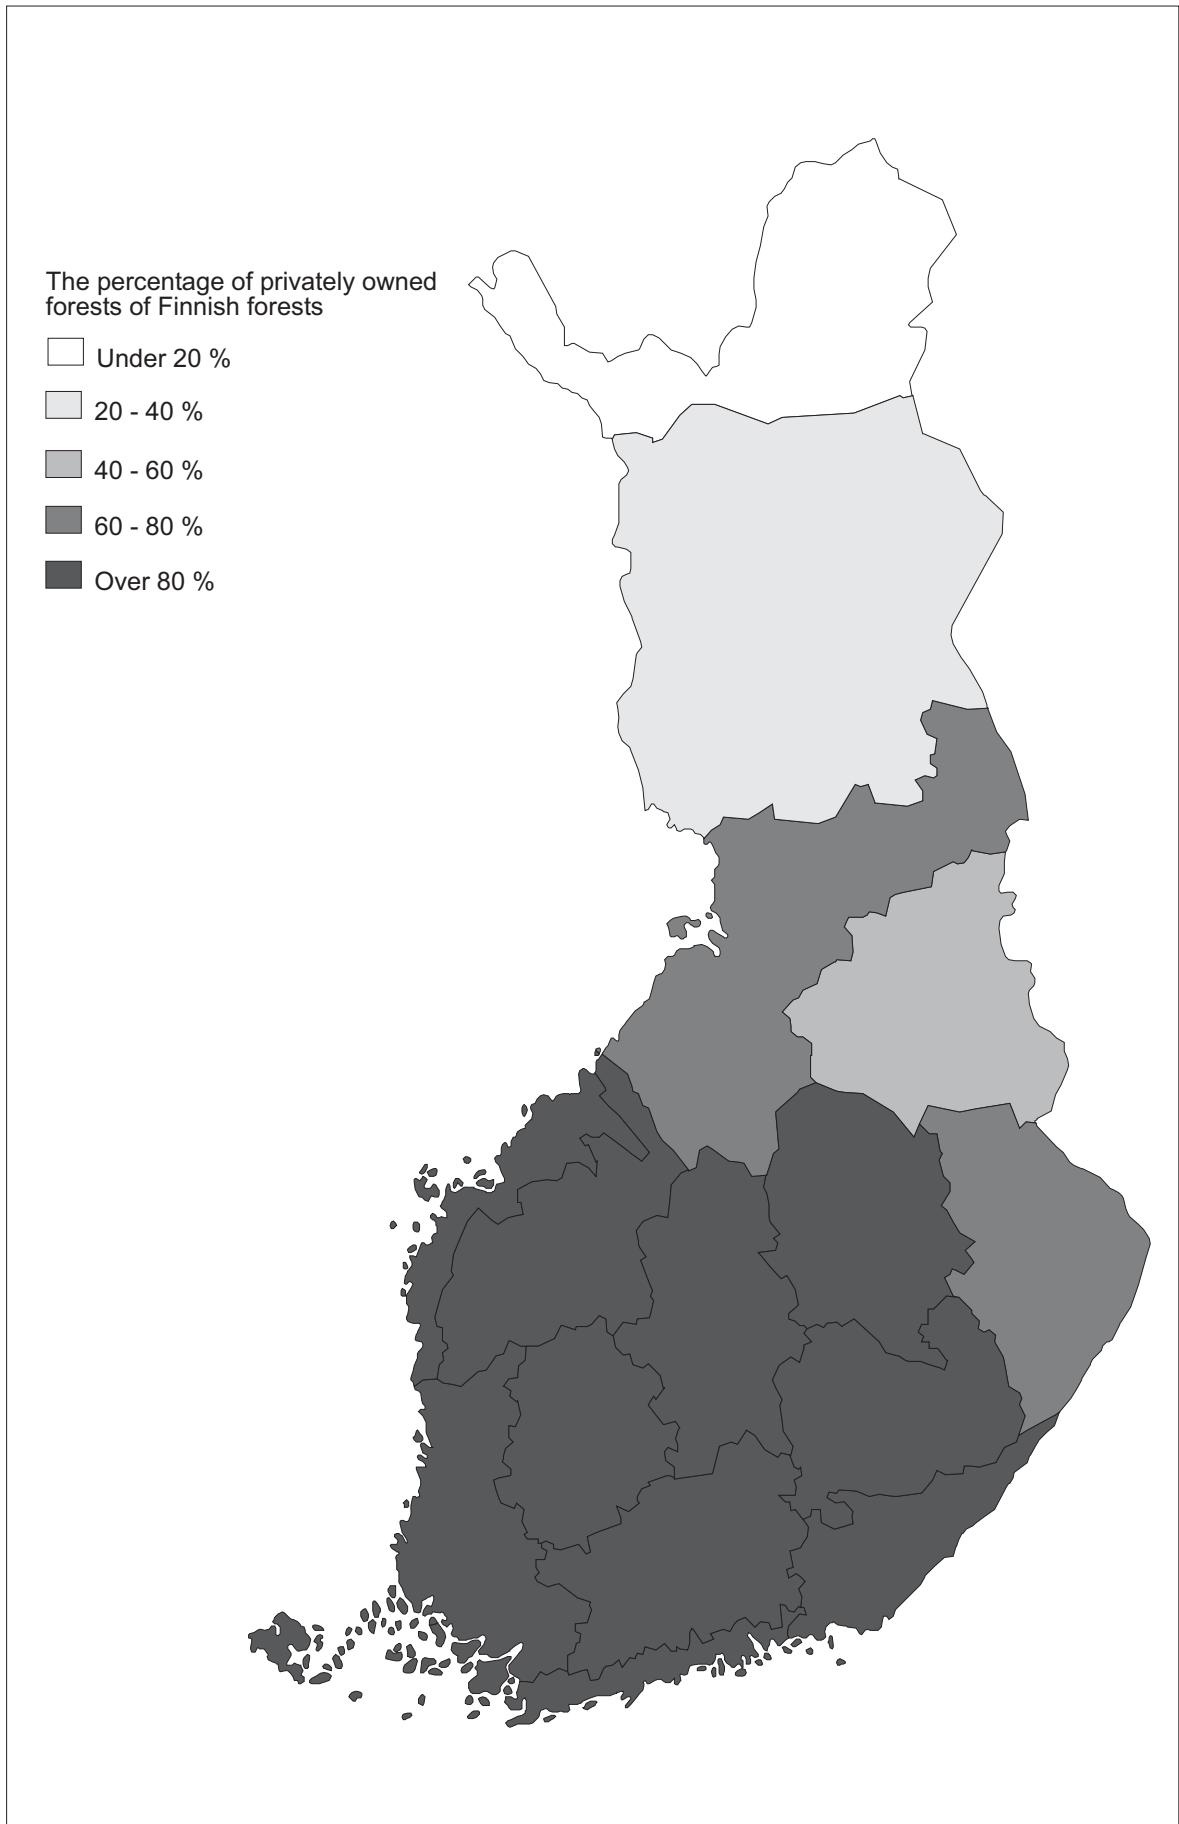 The percentage of privately owned
forests of Finnish forests
Under 20 %
20 - 40 %
40 - 60 %
60 - 80 %
Over 80 %